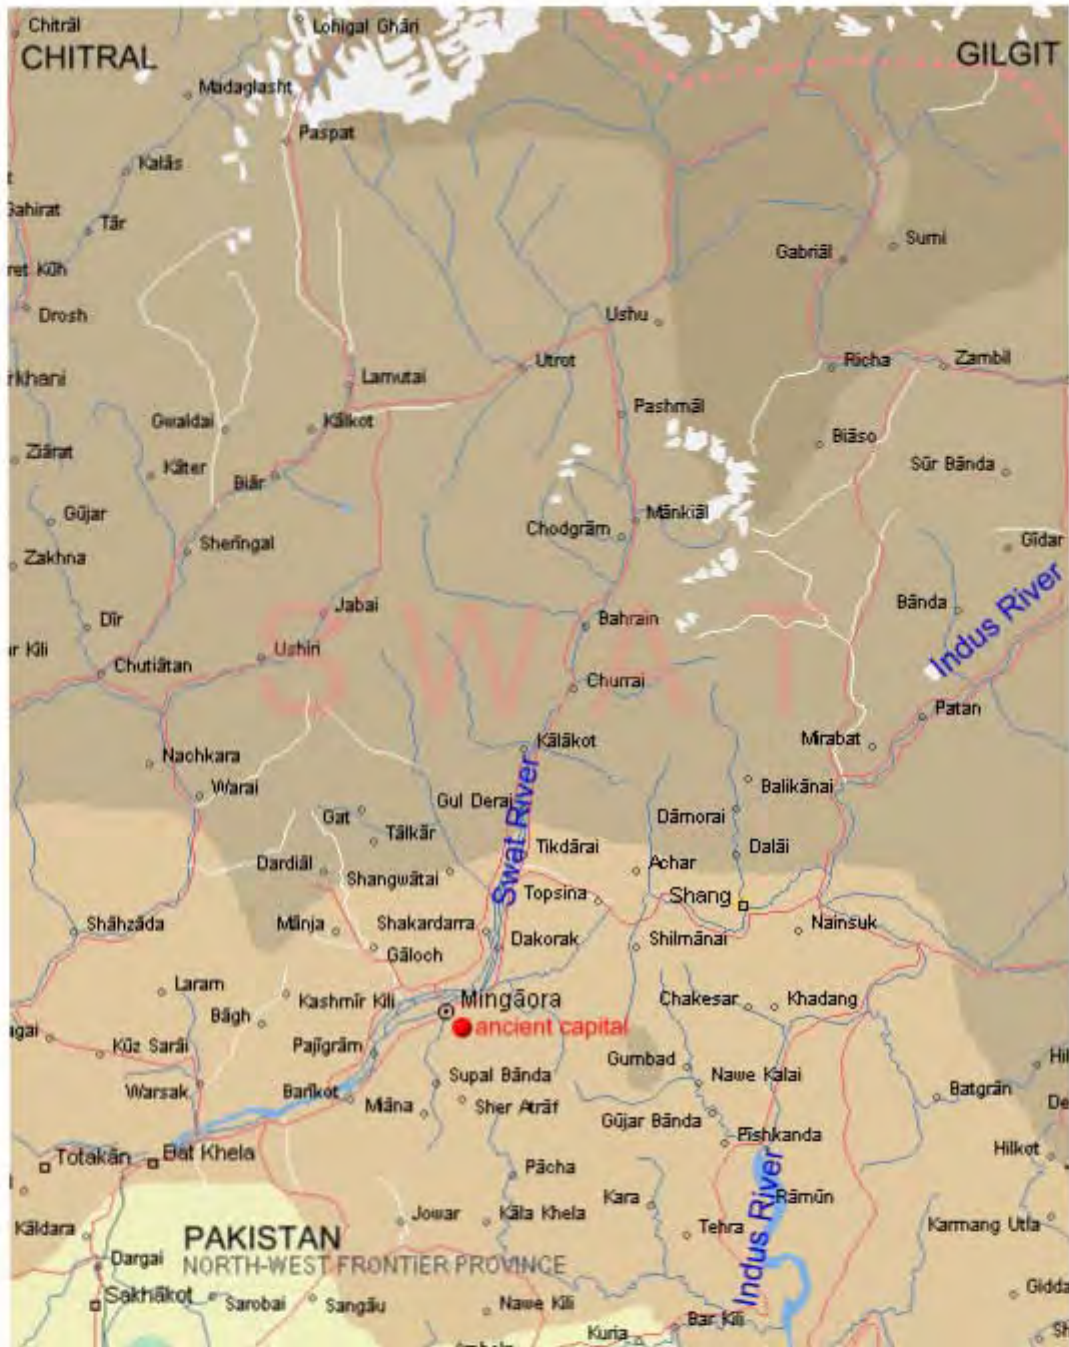 Chitrāl
Lohigal Ghāri
CHITRAL
GILGIT
Madaglasht
Paspat
Kalās
Tār
Sumi
Gabriāl
Drosh
Ushu
Utrot
Richa
Zambil
Lamutai
Pashmāl
Gwaldai
Kālkot
Biāso
Ziārat
Kāter
Biār
Sūr Bānda
Gūjar
Mānkiāl
Chodgrām
Sheringal
Gīdar
Zakhna
Bānda
Indus River
Jabai
SWAT
Dīr
Bahrain
Ushiri
Chutiātan
Churrai
Patan
Kālākot
Mirabat
Nachkara
Balikānai
Warai
Swat River
Gul Derai
Gat
Dāmorai
Tālkār
Tikdārai
Dalāi
Dardiāl
Shangwātai
Achar
Topsina
Shang
Shāhzāda
Mānja
Shakardarra
Nainsuk
Dakorak
Shilmānai
Gāloch
Laram
Kashmīr Kili
Mingāora
Chakesar
Khadang
Bāgh
ancient capital
Kūz Sarāi
Pajīgrām
Gumbad
Supal Bānda
Nawe Kalai
Warsak
Barīkot
Batgrān
Miāna
Sher Atrāf
Gūjar Bānda
Pīshkanda
Totakān
Bat Khela
Hilkot
Pācha
Indus River
Kara
Rāmūn
Kāldara
Jowar
Kāla Khela
Tehra
Karmang Utla
PAKISTAN
NORTH-WEST FRONTIER PROVINCE
Dargai
Sakhākot
Sarobai
Sangāu
Nawe Kili
Bar Kili
Kuria